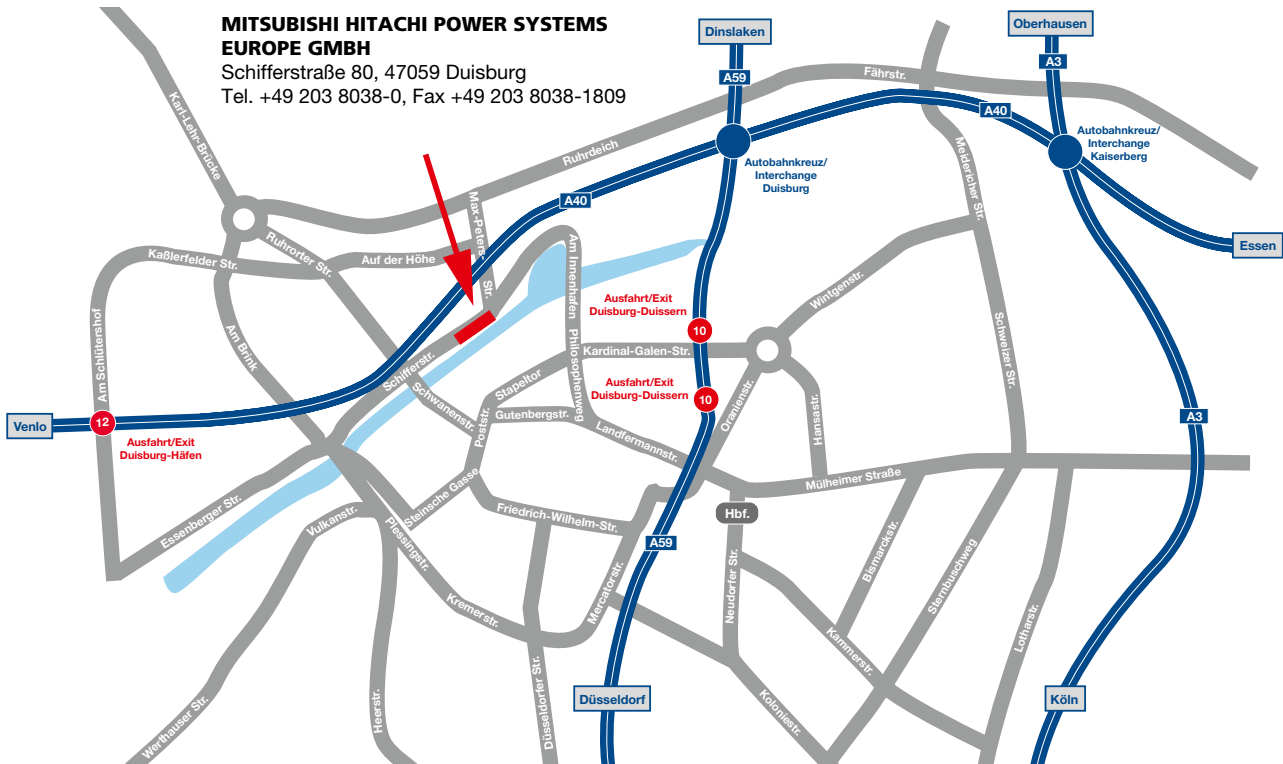 MITSUBISHI HITACHI POWER SYSTEMS
EUROPE GMBH
Schifferstraße 80, 47059 Duisburg
Tel. +49 203 8038-0, Fax +49 203 8038-1809
Dinslaken
Oberhausen
A59
A3
Fährstr.
A40
Karl-Lehr-Brücke
Ruhrdeich
Autobahnkreuz/
Interchange
Duisburg
Meidericher Str.
Autobahnkreuz/
Interchange
Kaiserberg
A40
Max-Peters-
Str.
Kaßlerfelder Str.
Ruhrorter Str.
Auf der Höhe
Am Innenhafen
Essen
Ausfahrt/Exit
Duisburg-Duissern
10
Wintgenstr.
Am Schlütershof
Am Brink
Schifferstr.
Philosophenweg
Kardinal-Galen-Str.
Schweizer Str.
Stapeltor
Schwanenstr.
Ausfahrt/Exit
Duisburg-Duissern
10
Oranienstr.
Hansastr.
Venlo
12
Ausfahrt/Exit
Duisburg-Häfen
Poststr.
Gutenbergstr.
Landfermannstr.
A3
Mülheimer Straße
Essenberger Str.
Vulkanstr.
Steinsche Gasse
Friedrich-Wilhelm-Str.
Hbf.
Plessingstr.
A59
Bismarckstr.
Sternbuschweg
Kremerstr.
Mercatorstr.
Neudorfer Str.
Kammerstr.
Lotharstr.
Werthauser Str.
Heerstr.
Düsseldorfer Str.
Düsseldorf
Koloniestr.
Köln